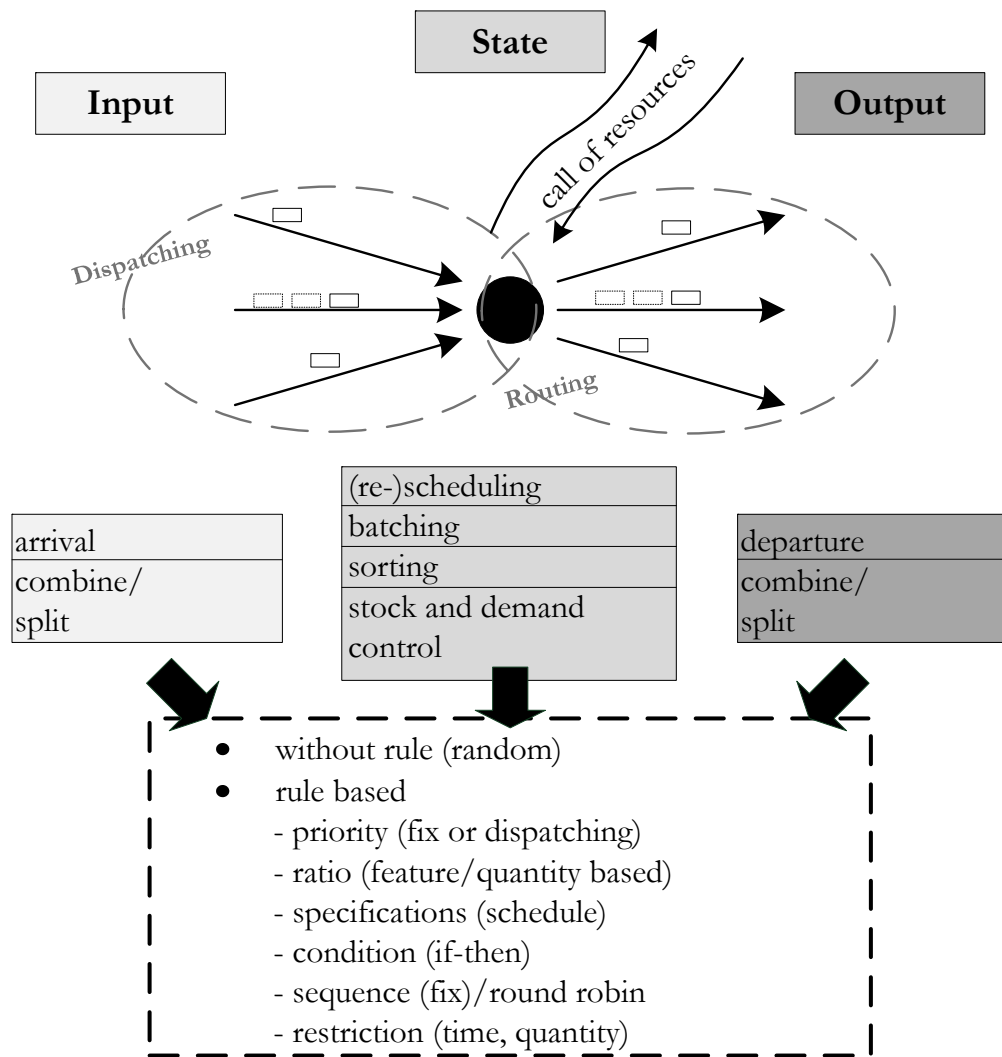 State
Input
Output
call of resources
Dispatching
Routing
arrival
combine/
split
(re-)scheduling
batching
sorting
stock and demand
control
departure
combine/
split
• without rule (random)
• rule based
- priority (fix or dispatching)
- ratio (feature/quantity based)
- specifications (schedule)
- condition (if-then)
- sequence (fix)/round robin
- restriction (time, quantity)